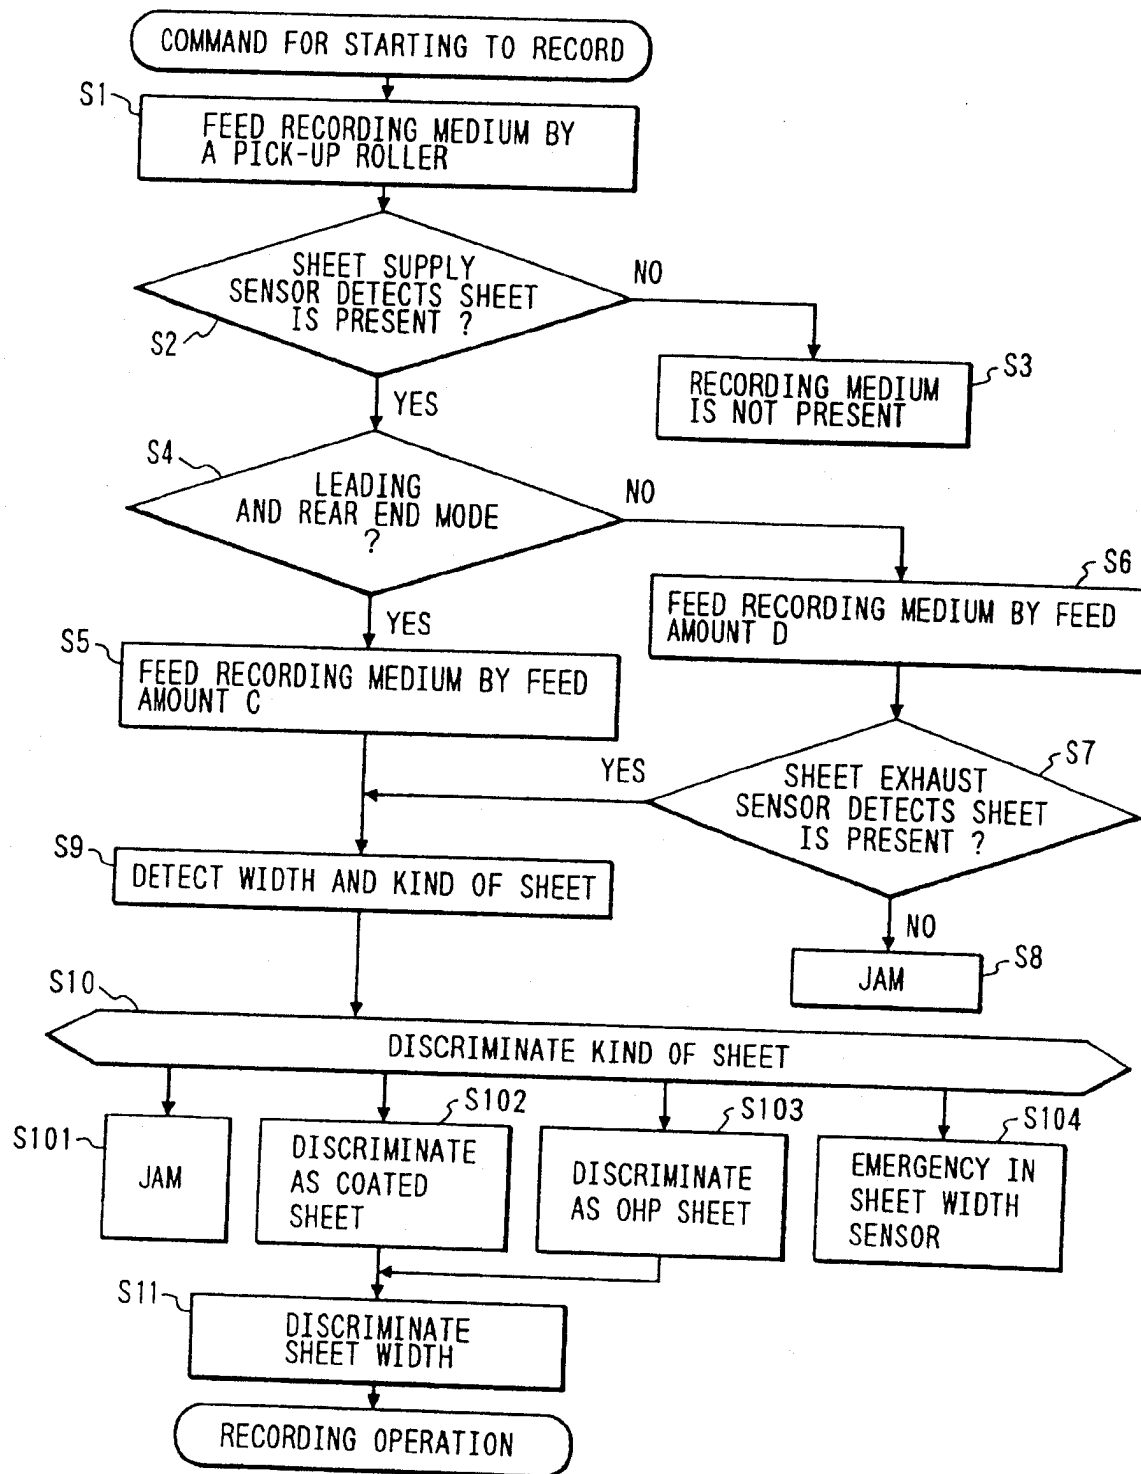 COMMAND FOR STARTING TO RECORD
S1
FEED RECORDING MEDIUM BY
A PICK-UP ROLLER
SHEET SUPPLY
SENSOR DETECTS SHEET
IS PRESENT ?
NO
S2
S3
RECORDING MEDIUM
IS NOT PRESENT
YES
S4
LEADING
AND REAR END MODE
?
NO
S6
FEED RECORDING MEDIUM BY FEED
AMOUNT D
YES
S5
FEED RECORDING MEDIUM BY FEED
AMOUNT C
S7
YES
SHEET EXHAUST
SENSOR DETECTS SHEET
IS PRESENT ?
S9
DETECT WIDTH AND KIND OF SHEET
NO
S8
JAM
S10
DISCRIMINATE KIND OF SHEET
S101
JAM
S102
DISCRIMINATE
AS COATED
SHEET
S103
DISCRIMINATE
AS OHP SHEET
S104
EMERGENCY IN
SHEET WIDTH
SENSOR
S11
DISCRIMINATE
SHEET WIDTH
RECORDING OPERATION